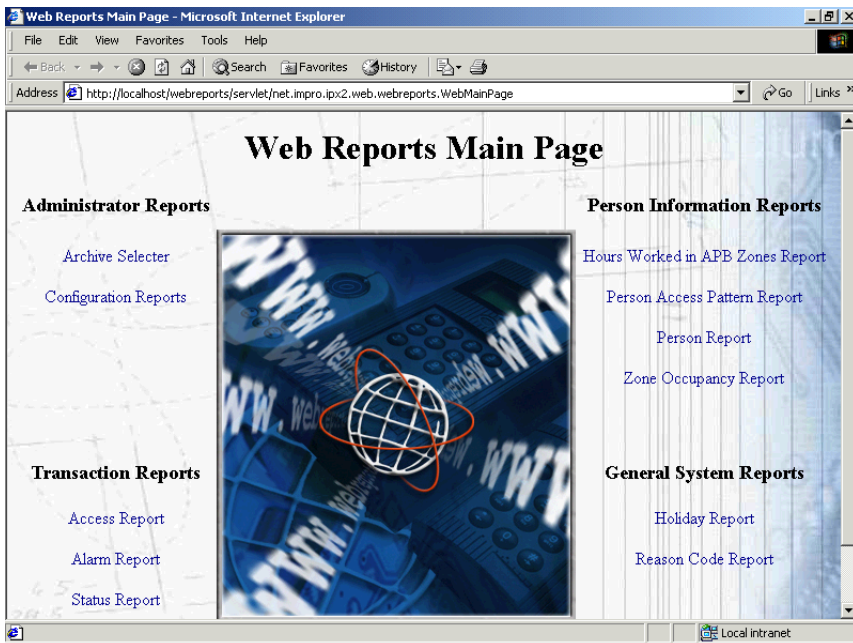 Web Reports Main Page - Microsoft Internet Explorer
File Edit View Favorites Tools Help
Back Search Favorites History
Address http://localhost/webreports/servlet/net.impro.ipx2.web.webreports.WebMainPage Go Links »
Web Reports Main Page
Administrator Reports
Archive Selecter
Configuration Reports
Person Information Reports
Hours Worked in APB Zones Report
Person Access Pattern Report
Person Report
Zone Occupancy Report
Transaction Reports
Access Report
Alarm Report
Status Report
General System Reports
Holiday Report
Reason Code Report
Local intranet